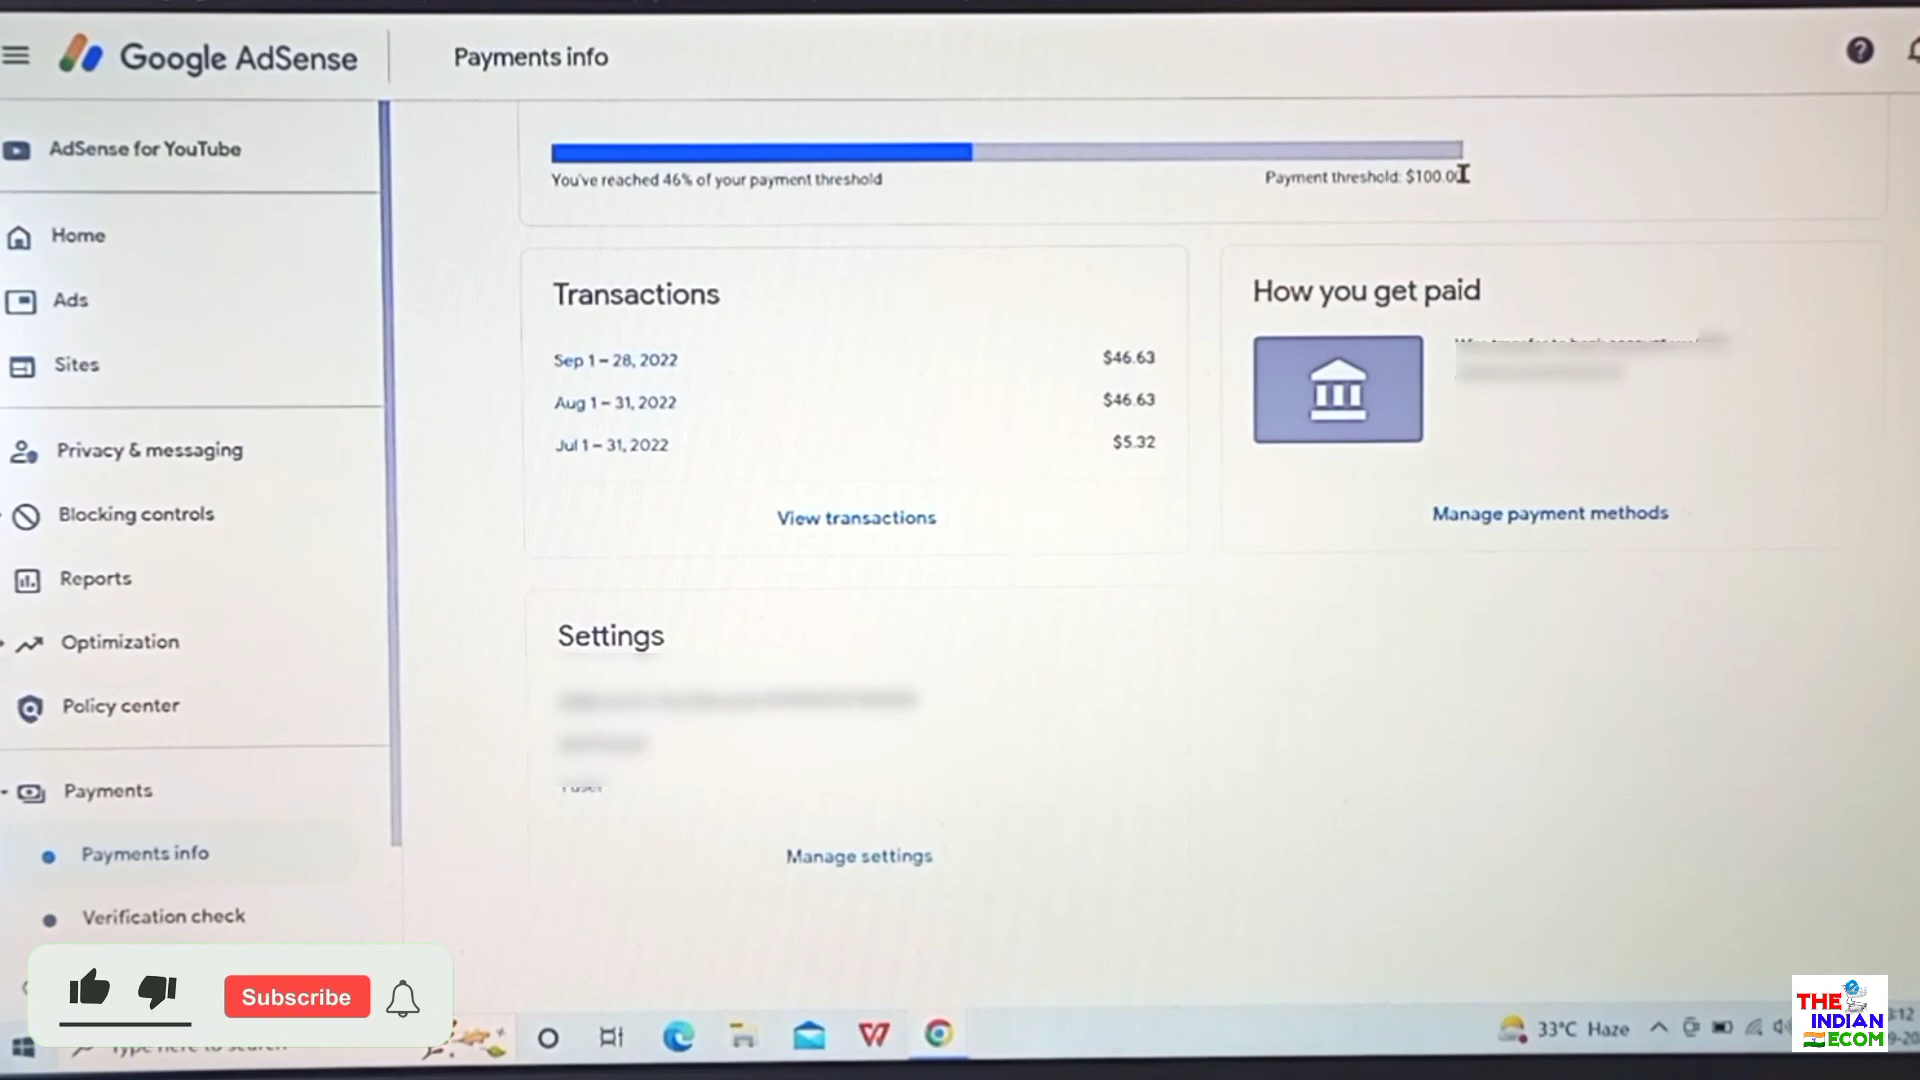 Google AdSense
Payments info
AdSense for YouTube
Home
Ads
Sites
Privacy & messaging
Blocking controls
Reports
Optimization
Policy center
Payments
Payments info
Verification check
You've reached 46% of your payment threshold
Payment threshold: $100.00
Transactions
Sep 1 – 28, 2022 $46.63
Aug 1 – 31, 2022 $46.63
Jul 1 – 31, 2022 $5.32
View transactions
How you get paid
Manage payment methods
Settings
Manage settings
Subscribe
33°C Haze
THE
INDIAN
ECOM